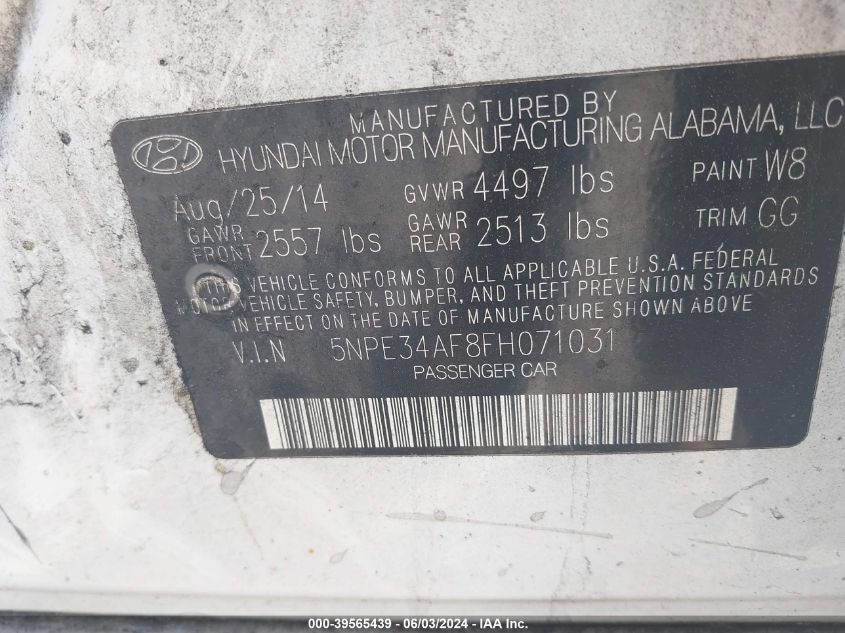 MANUFACTURED BY
HYUNDAI MOTOR MANUFACTURING ALABAMA, LLC
Aug/25/14 GVWR 4497 lbs PAINT W8
GAWR FRONT 2557 lbs GAWR REAR 2513 lbs TRIM GG
THIS VEHICLE CONFORMS TO ALL APPLICABLE U.S.A. FEDERAL
MOTOR VEHICLE SAFETY, BUMPER, AND THEFT PREVENTION STANDARDS
IN EFFECT ON THE DATE OF MANUFACTURE SHOWN ABOVE
V.I.N 5NPE34AF8FH071031
PASSENGER CAR
000-39565439 - 06/03/2024 - IAA Inc.